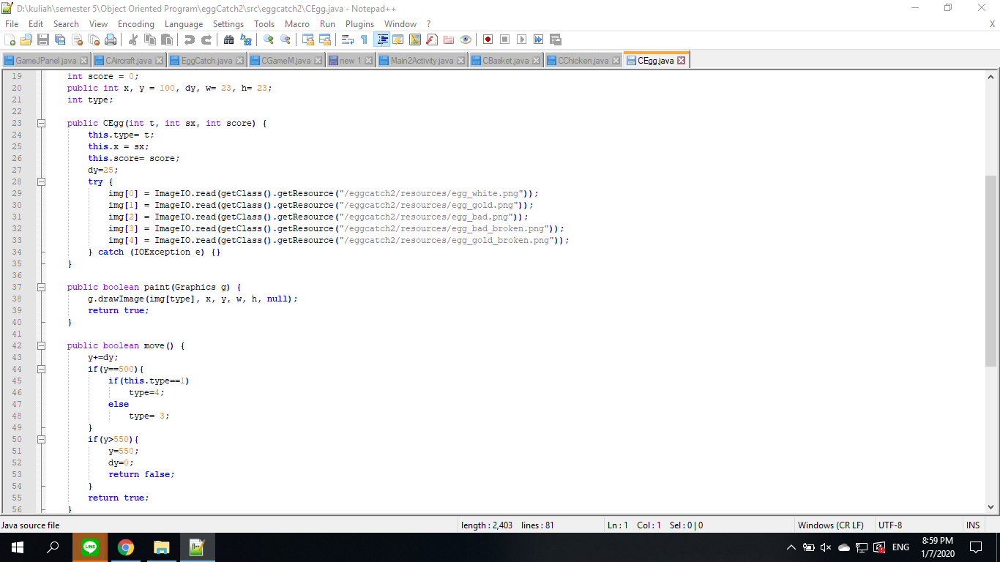 D:\kuliah\semester 5\Object Oriented Program\eggCatch2\src\eggcatch2\CEgg.java - Notepad++
File Edit Search View Encoding Language Settings Tools Macro Run Plugins Window ? X
GameJPanel.java CAircraft.java EggCatch.java CGameM.java new 1 Main2Activity.java CBasket.java CChicken.java CEgg.java
19 int score = 0;
20 public int x, y = 100, dy, w= 23, h= 23;
21 int type;
22
23 public CEgg(int t, int sx, int score) {
24 this.type= t;
25 this.x = sx;
26 this.score= score;
27 dy=25;
28 try {
29 img[0] = ImageIO.read(getClass().getResource("/eggcatch2/resources/egg_white.png"));
30 img[1] = ImageIO.read(getClass().getResource("/eggcatch2/resources/egg_gold.png"));
31 img[2] = ImageIO.read(getClass().getResource("/eggcatch2/resources/egg_bad.png"));
32 img[3] = ImageIO.read(getClass().getResource("/eggcatch2/resources/egg_bad_broken.png"));
33 img[4] = ImageIO.read(getClass().getResource("/eggcatch2/resources/egg_gold_broken.png"));
34 } catch (IOException e) {}
35 }
36
37 public boolean paint(Graphics g) {
38 g.drawImage(img[type], x, y, w, h, null);
39 return true;
40 }
41
42 public boolean move() {
43 y+=dy;
44 if(y==500){
45 if(this.type==1)
46 type=4;
47 else
48 type= 3;
49 }
50 if(y>550){
51 y=550;
52 dy=0;
53 return false;
54 }
55 return true;
56 }
Java source file length : 2,403 lines : 81 Ln : 1 Col : 1 Sel : 0 | 0 Windows (CR LF) UTF-8 INS
LINE ENG 8:59 PM
1/7/2020